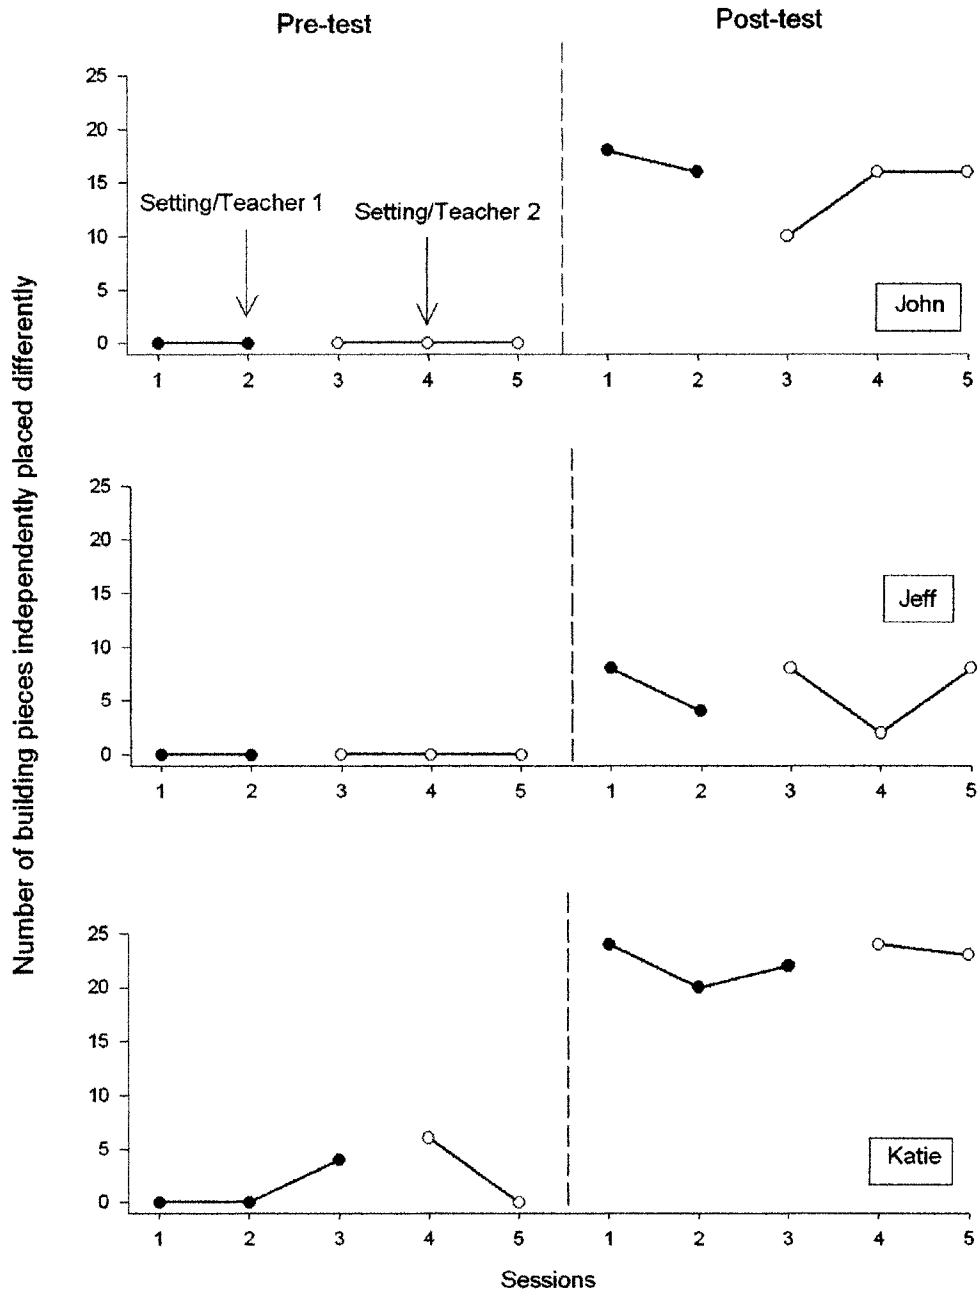 Pre-test
Post-test
Number of building pieces independently placed differently
25
20
15
10
5
0
Setting/Teacher 1
Setting/Teacher 2
John
1 2 3 4 5 1 2 3 4 5
25
20
15
10
5
0
Jeff
1 2 3 4 5 1 2 3 4 5
25
20
15
10
5
0
Katie
1 2 3 4 5 1 2 3 4 5
Sessions